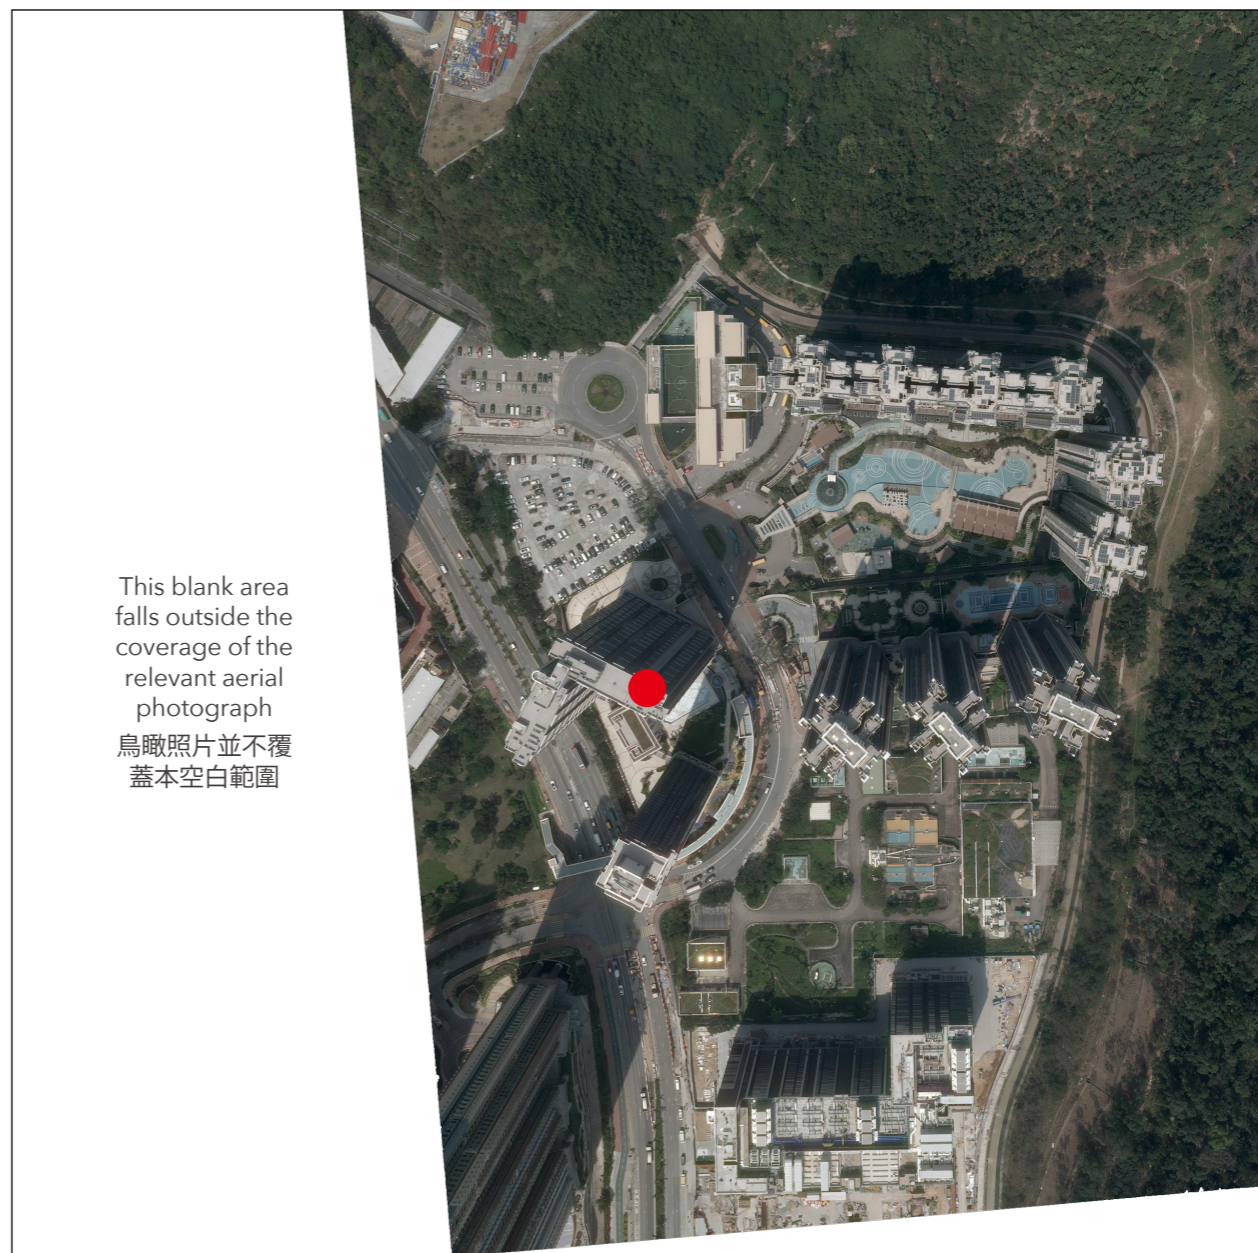 This blank area
falls outside the
coverage of the
relevant aerial
photograph
鳥瞰照片並不覆
蓋本空白範圍